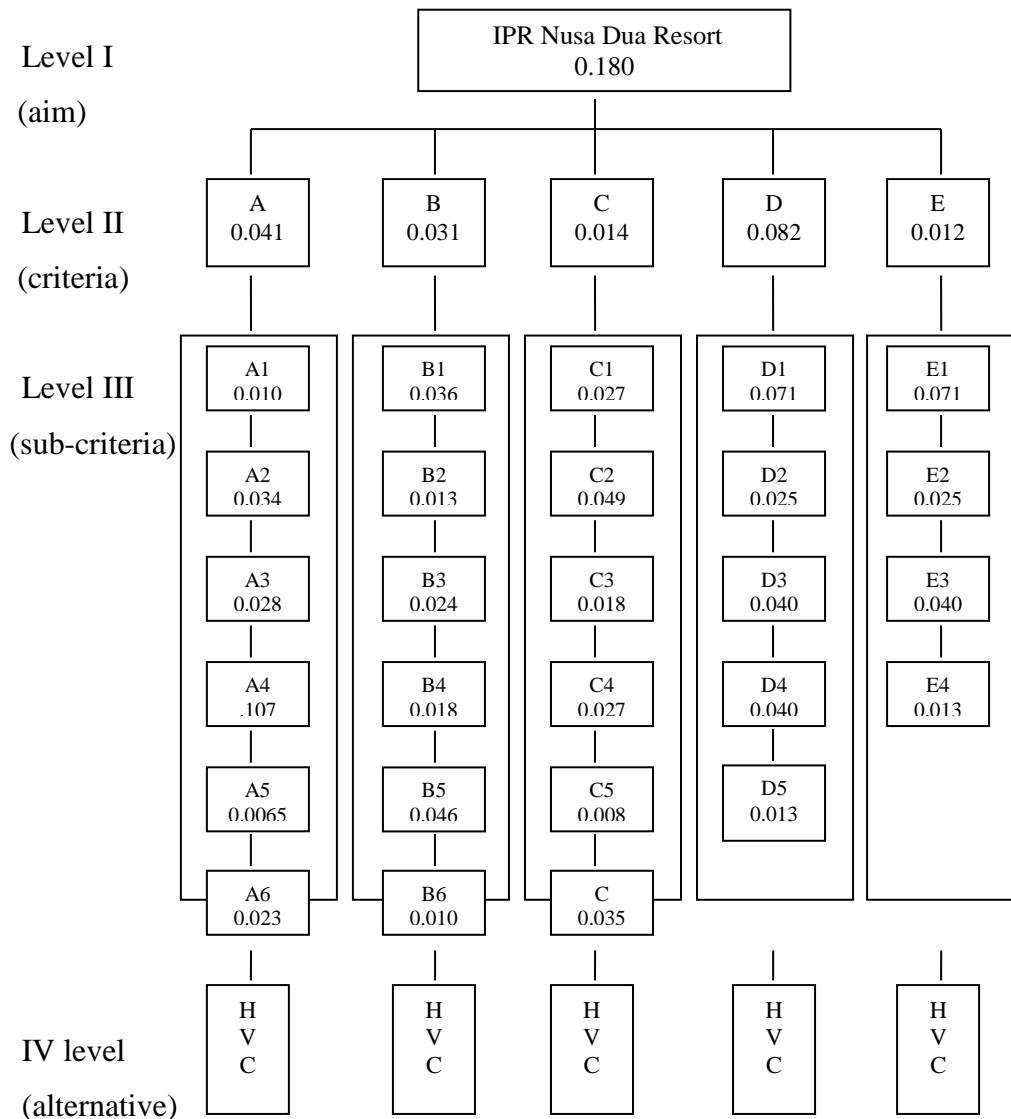 IPR Nusa Dua Resort
0.180
Level I
(aim)
A
0.041
B
0.031
C
0.014
D
0.082
E
0.012
Level II
(criteria)
A1
0.010
B1
0.036
C1
0.027
D1
0.071
E1
0.071
Level III
(sub-criteria)
A2
0.034
B2
0.013
C2
0.049
D2
0.025
E2
0.025
A3
0.028
B3
0.024
C3
0.018
D3
0.040
E3
0.040
A4
.107
B4
0.018
C4
0.027
D4
0.040
E4
0.013
A5
0.0065
B5
0.046
C5
0.008
D5
0.013
A6
0.023
B6
0.010
C
0.035
H
V
C
H
V
C
H
V
C
H
V
C
H
V
C
IV level
(alternative)